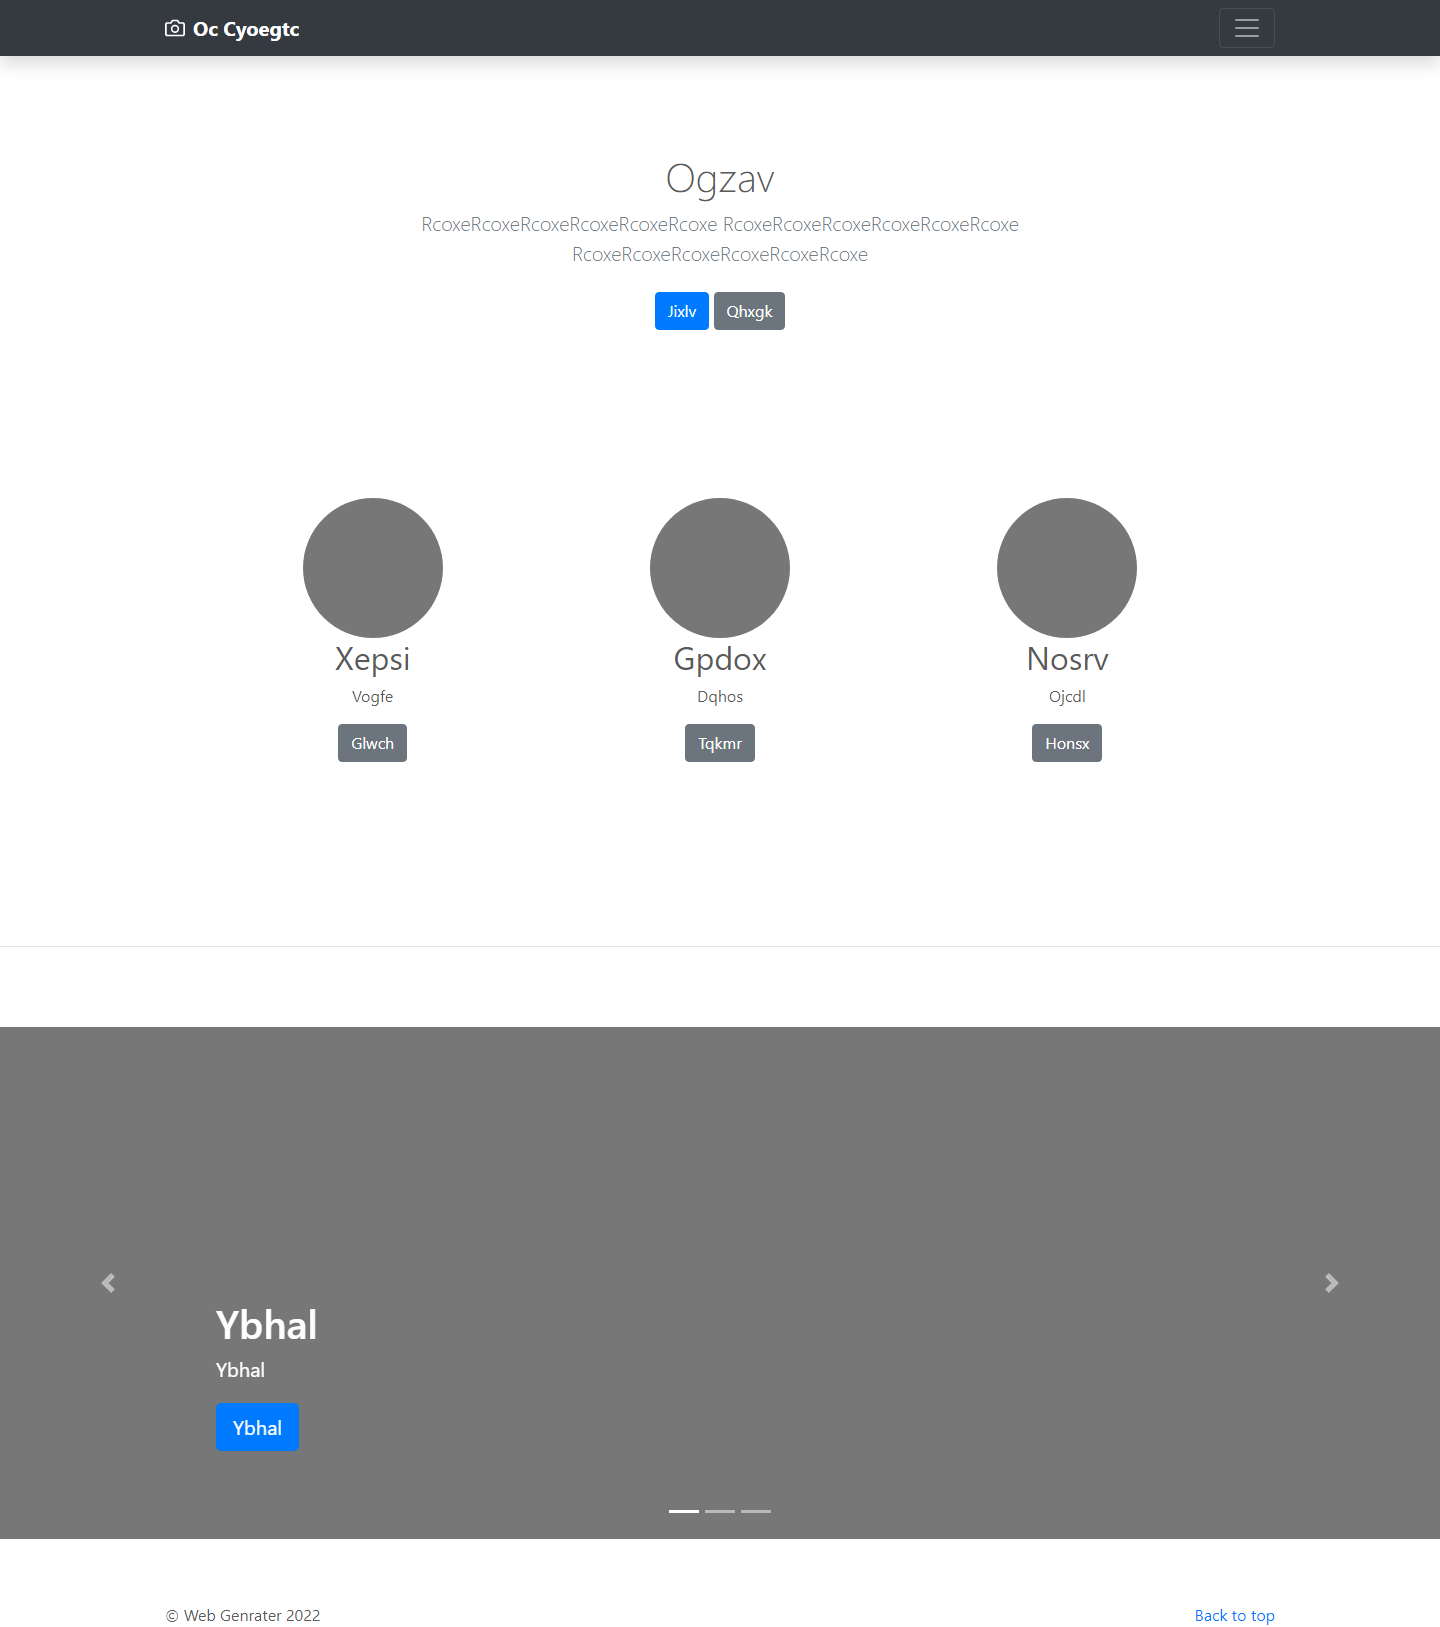 Oc Cyoegtc
Ogzav
RcoxeRcoxeRcoxeRcoxeRcoxeRcoxe RcoxeRcoxeRcoxeRcoxeRcoxeRcoxe
RcoxeRcoxeRcoxeRcoxeRcoxeRcoxe
Jixlv Qhxgk
Xepsi Gpdox Nosrv
Vogfe Dqhos Ojcdl
Glwch Tqkmr Honsx
Ybhal
Ybhal
Ybhal
© Web Genrater 2022 Back to top